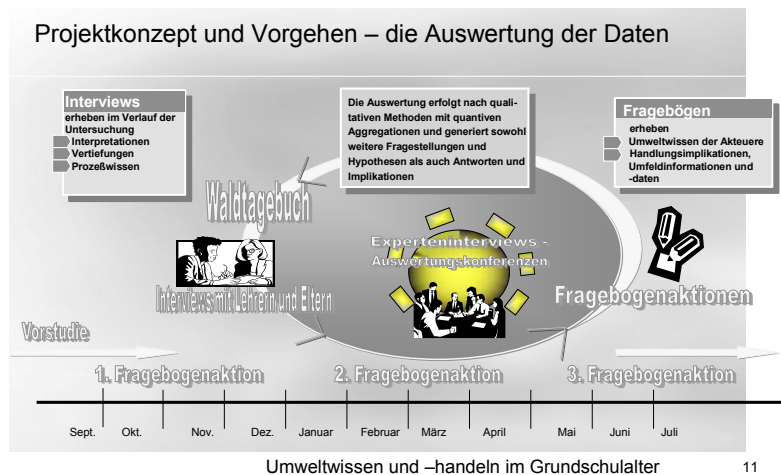 Projektkonzept und Vorgehen – die Auswertung der Daten
Interviews
erheben im Verlauf der
Untersuchung
Interpretationen
Vertiefungen
Prozeßwissen
Die Auswertung erfolgt nach quali-
tativen Methoden mit quantiven
Aggregationen und generiert sowohl
weitere Fragestellungen und
Hypothesen als auch Antworten und
Implikationen
Fragebögen
erheben
Umweltwissen der Akteuere
Handlungsimplikationen,
Umfeldinformationen und
-daten
Waldtagebuch
Experteninterviews -
Auswertungskonferenzen
Interviews mit Lehrern und Eltern
Fragebogenaktionen
Vorstudie
1. Fragebogenaktion
2. Fragebogenaktion
3. Fragebogenaktion
Sept. Okt. Nov. Dez. Januar Februar März April Mai Juni Juli
Umweltwissen und –handeln im Grundschulalter 11